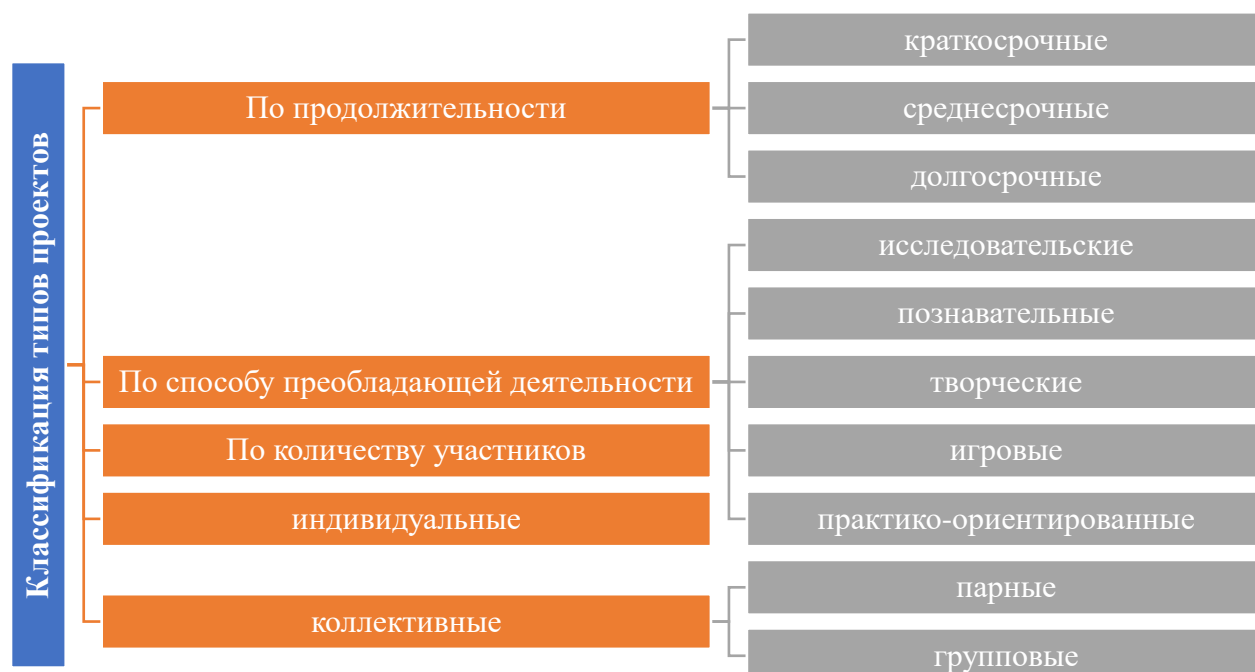 Классификация типов проектов
По продолжительности
краткосрочные
среднесрочные
долгосрочные
По способу преобладающей деятельности
исследовательские
познавательные
творческие
игровые
практико-ориентированные
По количеству участников
индивидуальные
коллективные
парные
групповые